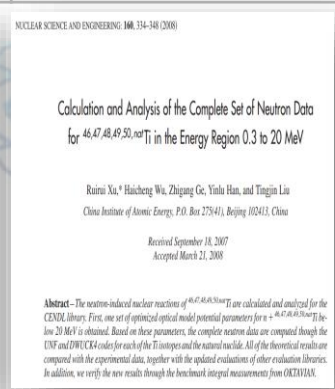 NUCLEAR SCIENCE AND ENGINEERING: 160, 334–348 (2008)
Calculation and Analysis of the Complete Set of Neutron Data
for 46,47,48,49,50,natTi in the Energy Region 0.3 to 20 MeV
Ruirui Xu,* Haicheng Wu, Zhigang Ge, Yinlu Han, and Tingjin Liu
China Institute of Atomic Energy, P.O. Box 275(41), Beijing 102413, China
Received September 18, 2007
Accepted March 21, 2008
Abstract – The neutron-induced nuclear reactions of 46,47,48,49,50,natTi are calculated and analyzed for the
CENDL library. First, one set of optimized optical model potential parameters for n + 46,47,48,49,50,natTi be-
low 20 MeV is obtained. Based on these parameters, the complete neutron data are computed though the
UNF and DWUCK4 codes for each of the Ti isotopes and the natural nuclide. All of the theoretical results are
compared with the experimental data, together with the updated evaluations of other evaluation libraries.
In addition, we verify the new results through the benchmark integral measurements from OKTAVIAN.